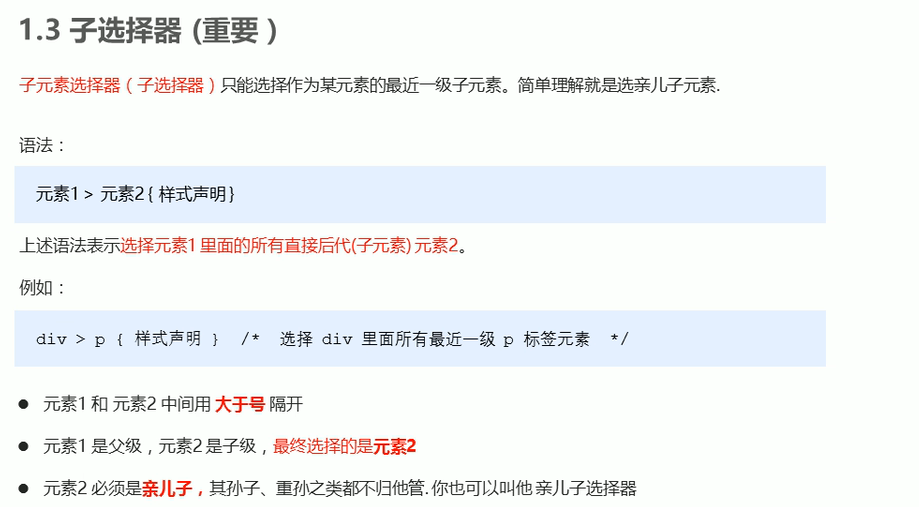 1.3 子选择器 (重要）
子元素选择器（子选择器）只能选择作为某元素的最近一级子元素。简单理解就是选亲儿子元素.
语法：
元素1 > 元素2 { 样式声明 }
上述语法表示选择元素1 里面的所有直接后代(子元素) 元素2。
例如：
div > p { 样式声明 } /* 选择 div 里面所有最近一级 p 标签元素 */
● 元素1 和 元素2 中间用 大于号 隔开
● 元素1 是父级，元素2 是子级，最终选择的是元素2
● 元素2 必须是亲儿子，其孙子、重孙之类都不归他管. 你也可以叫他 亲儿子选择器